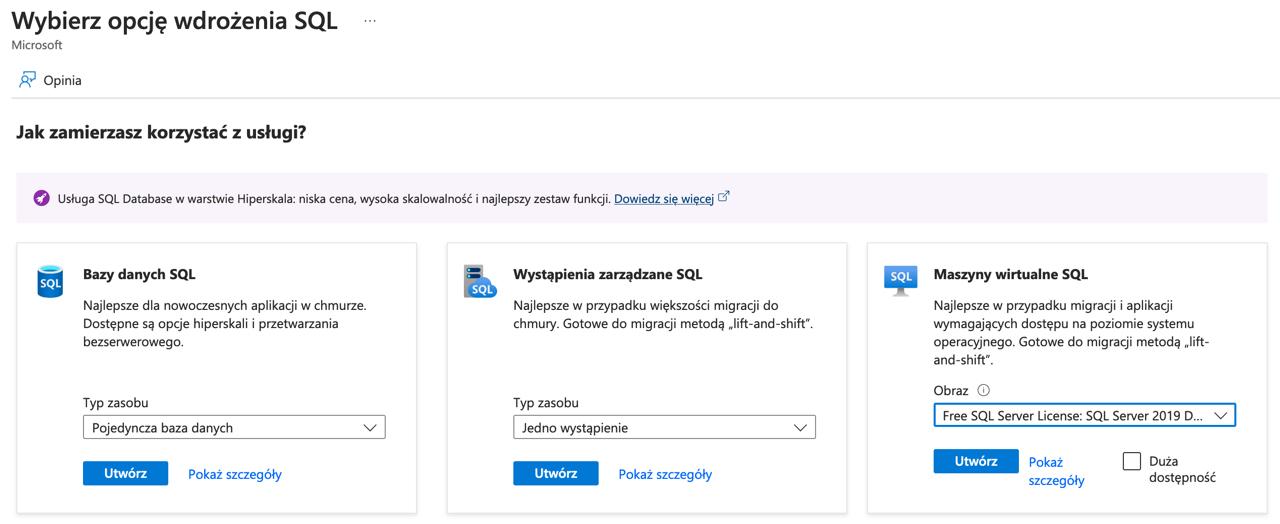 Wybierz opcję wdrożenia SQL ...
Microsoft
Opinia
Jak zamierzasz korzystać z usługi?
Usługa SQL Database w warstwie Hiperskala: niska cena, wysoka skalowalność i najlepszy zestaw funkcji. Dowiedz się więcej
SQL
Bazy danych SQL
Najlepsze dla nowoczesnych aplikacji w chmurze.
Dostępne są opcje hiperskali i przetwarzania
bezserwerowego.
Typ zasobu
Pojedyncza baza danych
Utwórz
Pokaż szczegóły
SQL
Wystąpienia zarządzane SQL
Najlepsze w przypadku większości migracji do
chmury. Gotowe do migracji metodą „lift-and-shift”.
Typ zasobu
Jedno wystąpienie
Utwórz
Pokaż szczegóły
SQL
Maszyny wirtualne SQL
Najlepsze w przypadku migracji i aplikacji
wymagających dostępu na poziomie systemu
operacyjnego. Gotowe do migracji metodą „lift-
and-shift”.
Obraz
Free SQL Server License: SQL Server 2019 D...
Utwórz
Pokaż
szczegóły
Duża
dostępność